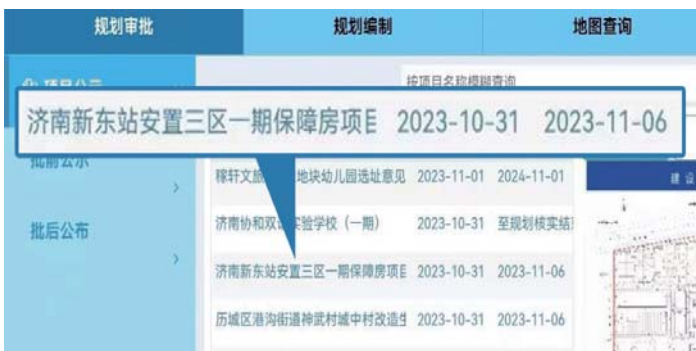 规划审批
规划编制
地图查询
按项目名称模糊查询
济南新东站安置三区一期保障房项目 2023-10-31 2023-11-06
稼轩文旅 地块幼儿园选址意见 2023-11-01 2024-11-01
批后公布
济南协和双语实验学校（一期） 2023-10-31 至规划核实结
济南新东站安置三区一期保障房项目 2023-10-31 2023-11-06
历城区港沟街道神武村城中村改造 2023-10-31 2023-11-06
建设